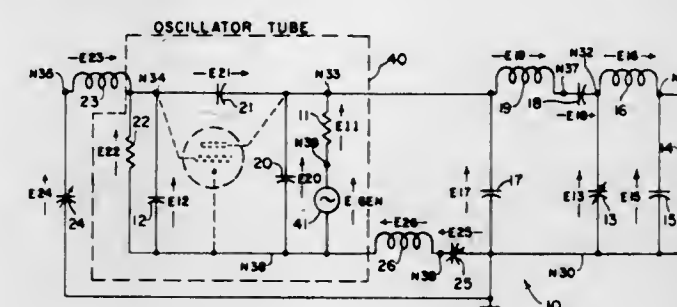 OSCILLATOR TUBE
40
E23
E21
E19
N32
E16
N36
N34
N33
N37
23
21
19
18
E18
16
22
11
E11
E22
N39
14
E24
E12
20
E20
E GEN
E17
17
E13
E15
24
12
41
E26
E25
13
15
N38
26
N39
25
N30
10